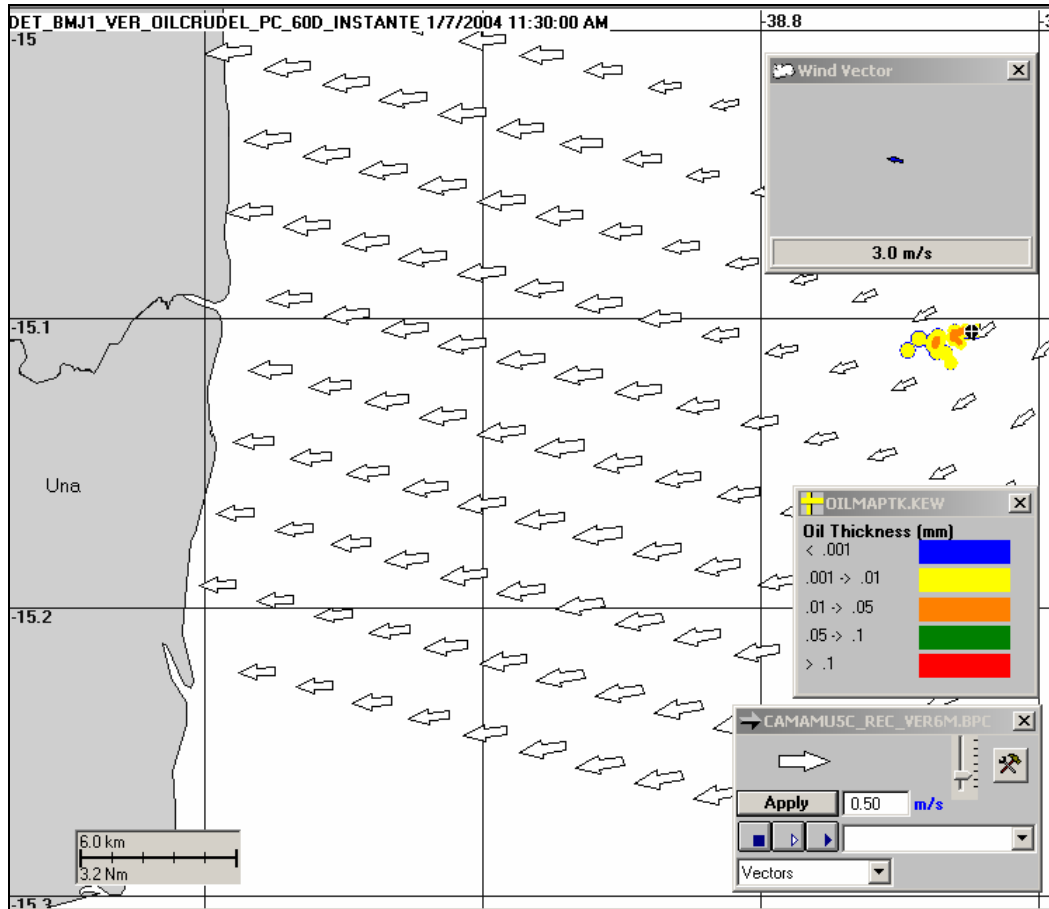 DET_BMJ1_VER_OILCRUDEL_PC_60D_INSTANTE 1/7/2004 11:30:00 AM
-38.8
-15
Wind Vector
3.0 m/s
-15.1
Una
OILMAPTK.KEW
Oil Thickness (mm)
< .001
.001 -> .01
.01 -> .05
.05 -> .1
> .1
-15.2
CAMAMU5C_REC_VER6M.BPC
Apply 0.50 m/s
Vectors
6.0 km
3.2 Nm
-15.3